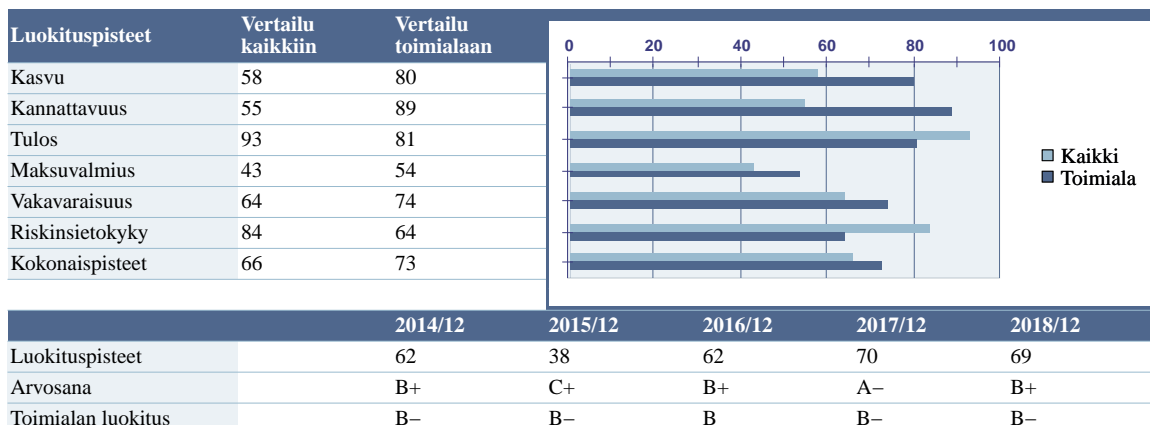 Luokituspisteet Vertailu kaikkiin Vertailu toimialaan
0 20 40 60 80 100
Kasvu 58 80
Kannattavuus 55 89
Tulos 93 81
Maksuvalmius 43 54
Vakavaraisuus 64 74
Riskinsietokyky 84 64
Kokonaispisteet 66 73
Kaikki
Toimiala
2014/12 2015/12 2016/12 2017/12 2018/12
Luokituspisteet 62 38 62 70 69
Arvosana B+ C+ B+ A− B+
Toimialan luokitus B− B− B B− B−